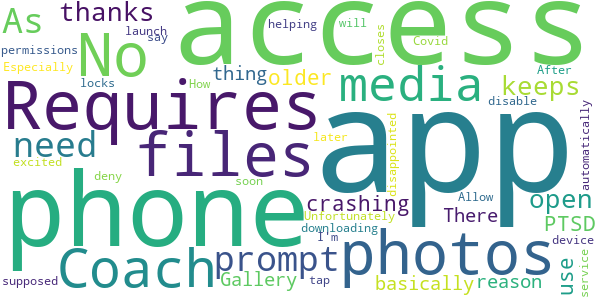 As thanks No access
launch helping will
permissions say closes Covid
Especially locks How thing older media keeps After
Requires disable
need files app automatically
excited deny later disappointed
phone soon crashing Allow open
Unfortunately There PTSD
Coach prompt downloading I'm photos device
supposed Gallery tap basically reason use service